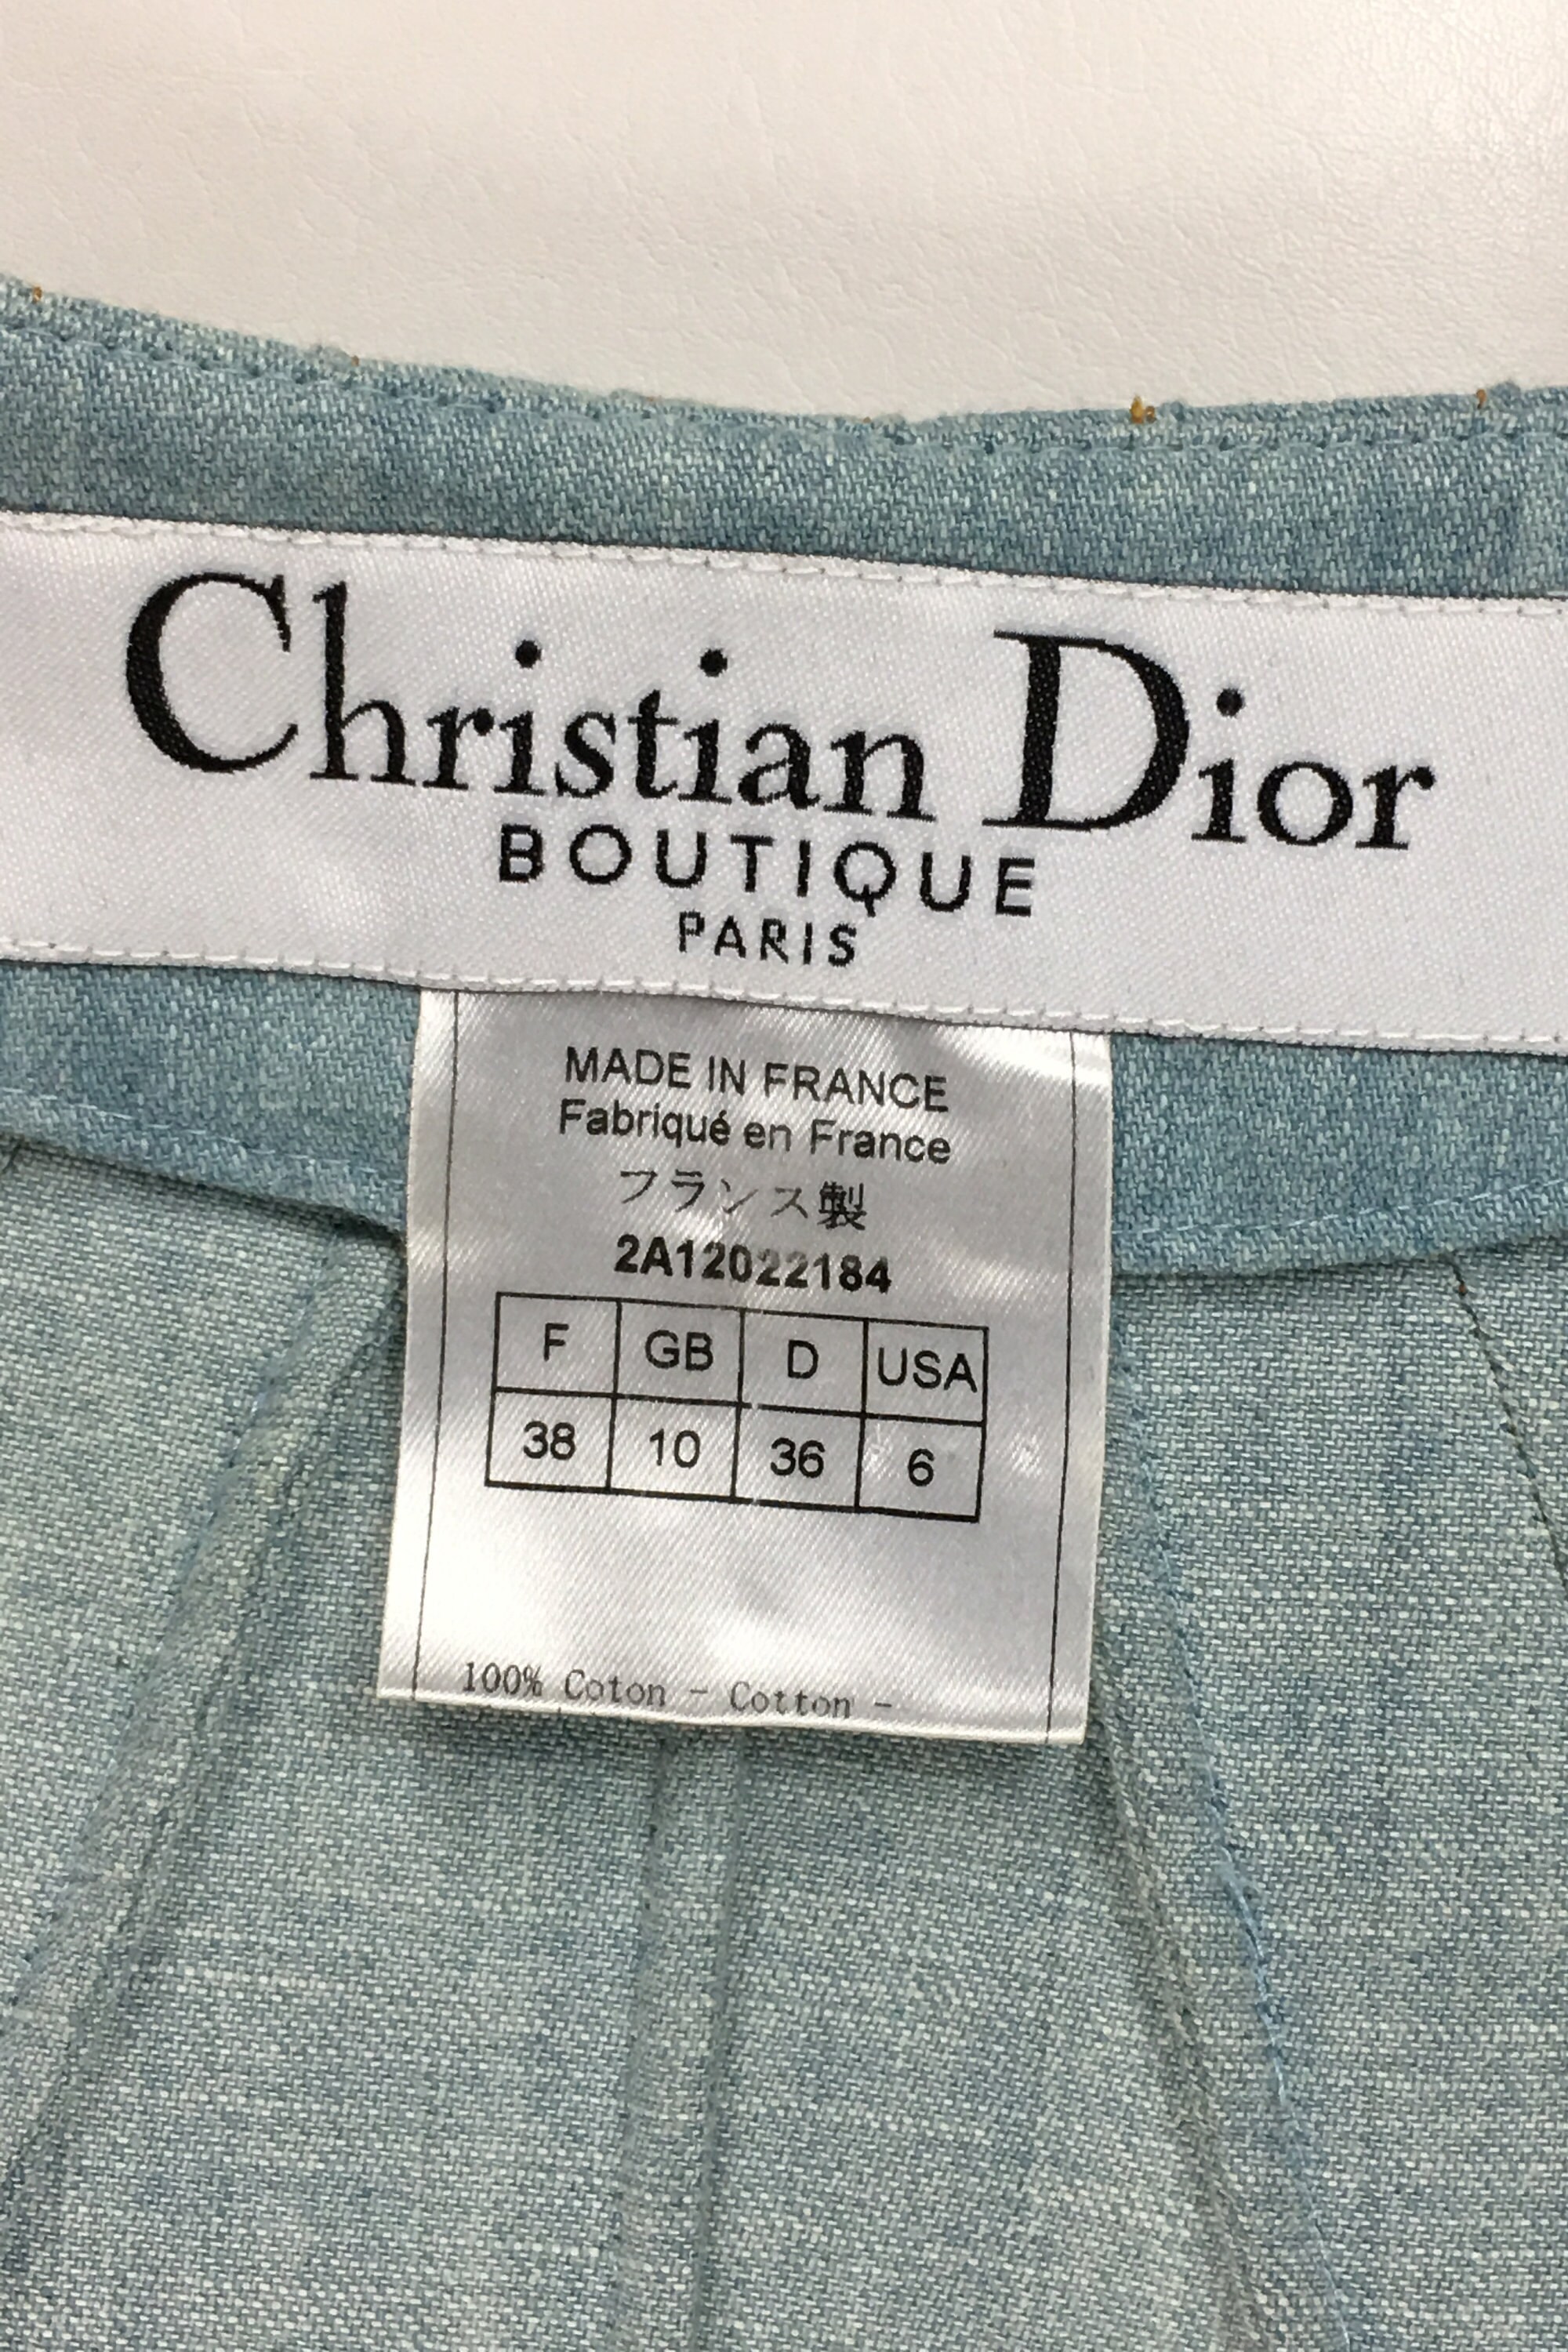 Christian Dior
BOUTIQUE
PARIS
MADE IN FRANCE
Fabriqué en France
フランス製
2A12022184
F GB D USA
38 10 36 6
100% Coton - Cotton -